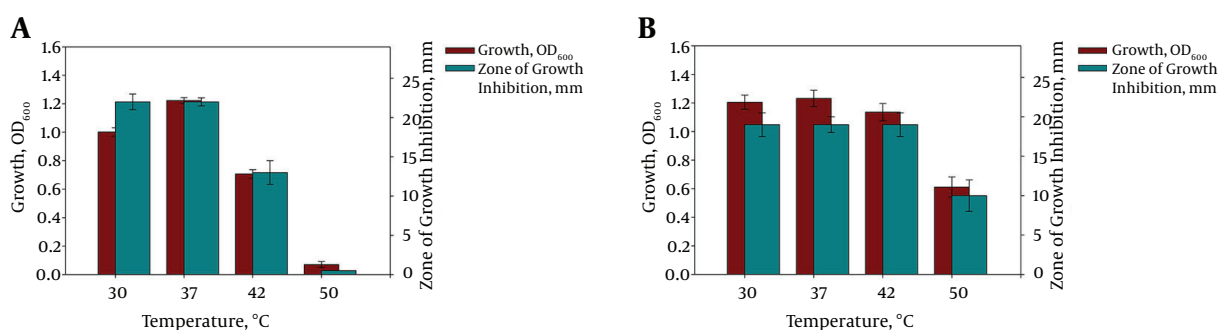 A
1.6
1.4
1.2
1.0
0.8
0.6
0.4
0.2
0.0
Growth, OD600
25
20
15
10
5
0
Zone of Growth Inhibition, mm
30 37 42 50
Temperature, °C
Growth, OD600
Zone of Growth
Inhibition, mm
B
1.6
1.4
1.2
1.0
0.8
0.6
0.4
0.2
0.0
Growth, OD600
25
20
15
10
5
0
Zone of Growth Inhibition, mm
30 37 42 50
Temperature, °C
Growth, OD600
Zone of Growth
Inhibition, mm